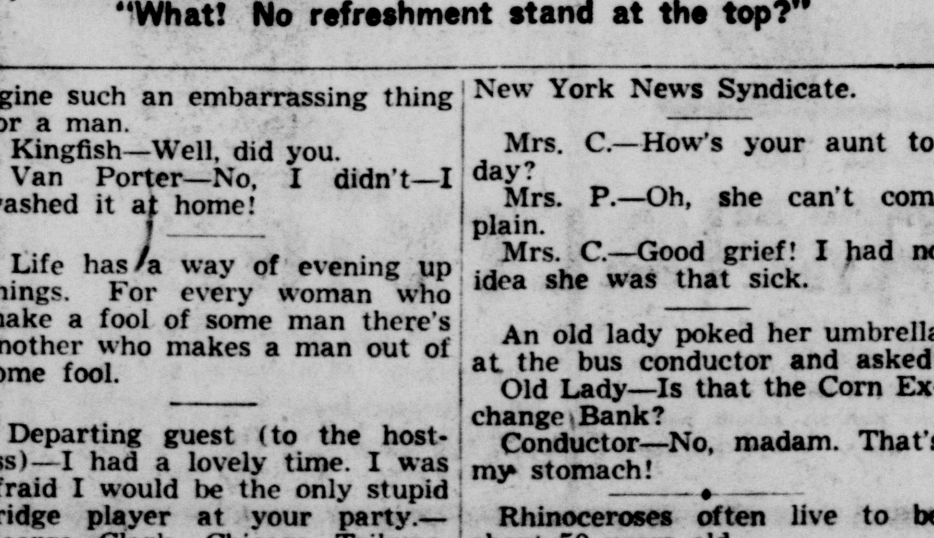 "What! No refreshment stand at the top?"
gine such an embarrassing thing
or a man.
Kingfish—Well, did you.
Van Porter—No, I didn't—I
ashed it at home!
Life has a way of evening up
ings. For every woman who
ake a fool of some man there's
nother who makes a man out of
ome fool.
Departing guest (to the host-
ss)—I had a lovely time. I was
fraid I would be the only stupid
ridge player at your party.—
New York News Syndicate.
Mrs. C.—How's your aunt to
day?
Mrs. P.—Oh, she can't com
plain.
Mrs. C.—Good grief! I had no
idea she was that sick.
An old lady poked her umbrella
at the bus conductor and asked
Old Lady—Is that the Corn Ex
change Bank?
Conductor—No, madam. That's
my stomach!
Rhinoceroses often live to be